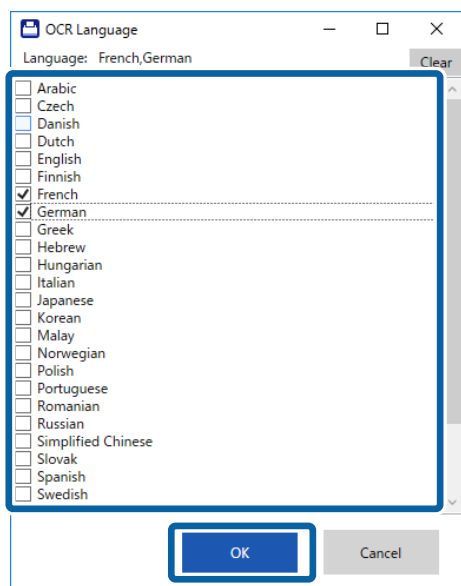 OCR Language
Language: French,German
Clear
Arabic
Czech
Danish
Dutch
English
Finnish
French
German
Greek
Hebrew
Hungarian
Italian
Japanese
Korean
Malay
Norwegian
Polish
Portuguese
Romanian
Russian
Simplified Chinese
Slovak
Spanish
Swedish
OK
Cancel